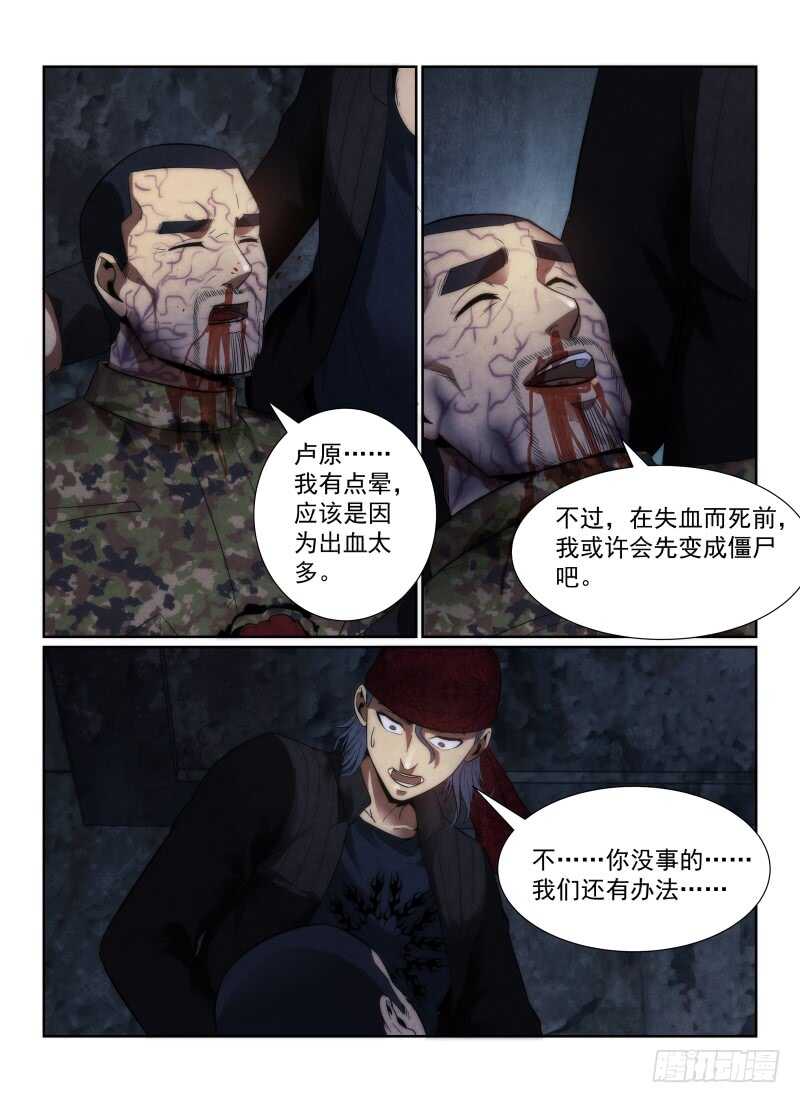 卢原……
我有点晕，
应该是因
为出血太
多。
不过，在失血而死前，
我或许会先变成僵尸
吧。
不……你没事的……
我们还有办法……
腾讯动漫